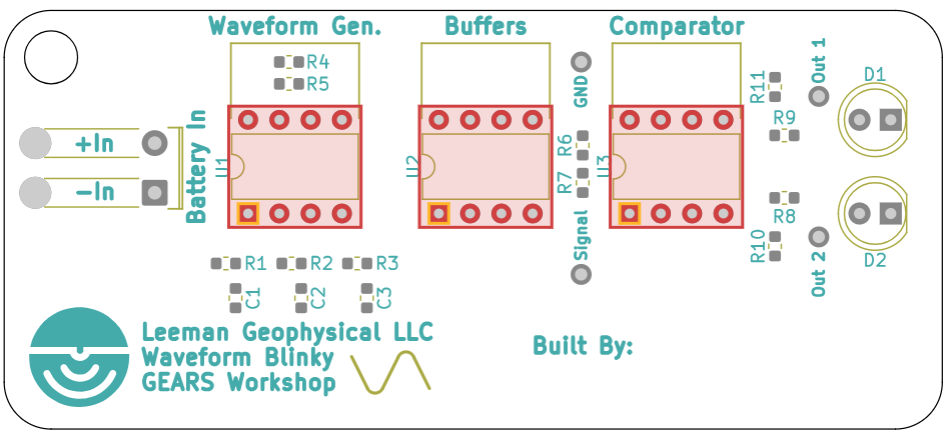 Waveform Gen.
Buffers
Comparator
R4
R5
GND
R11
Out 1
D1
+In
-In
Battery In
U1
U2
R6
R7
U3
R9
R8
Signal
R10
Out 2
D2
R1
R2
R3
C1
C2
C3
Leeman Geophysical LLC
Waveform Blinky
GEARS Workshop
Built By: